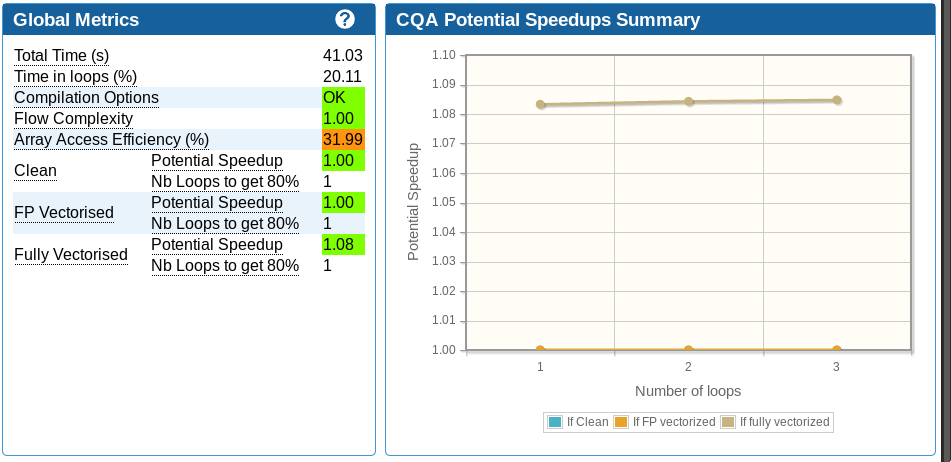 Global Metrics
?
Total Time (s) 41.03
Time in loops (%) 20.11
Compilation Options OK
Flow Complexity 1.00
Array Access Efficiency (%) 31.99
Clean
Potential Speedup 1.00
Nb Loops to get 80% 1
FP Vectorised
Potential Speedup 1.00
Nb Loops to get 80% 1
Fully Vectorised
Potential Speedup 1.08
Nb Loops to get 80% 1
CQA Potential Speedups Summary
Potential Speedup
1.10
1.09
1.08
1.07
1.06
1.05
1.04
1.03
1.02
1.01
1.00
1 2 3
Number of loops
If Clean If FP vectorized If fully vectorized